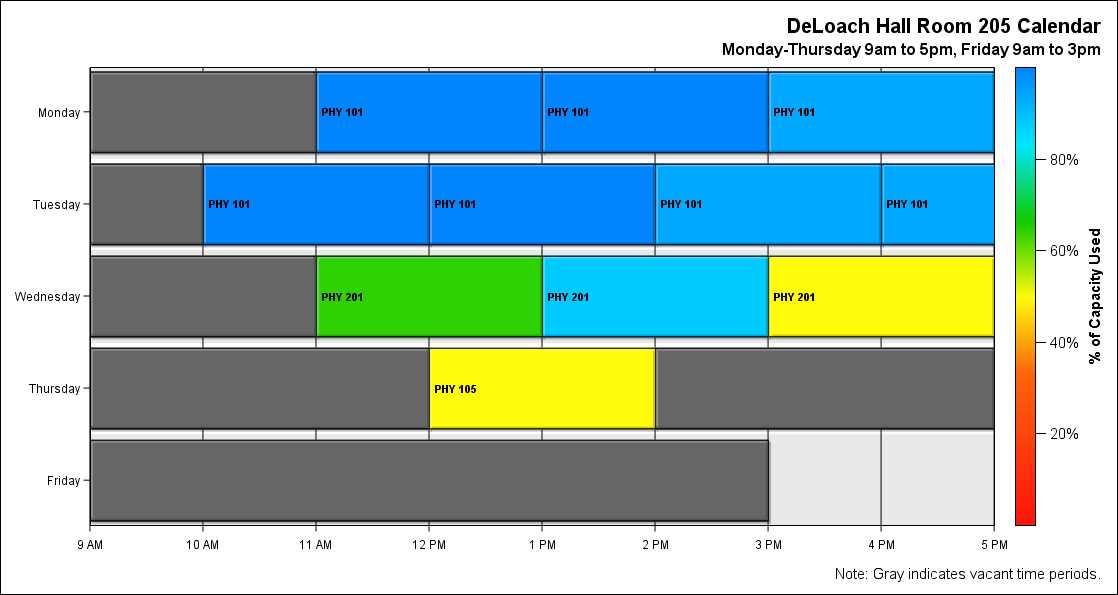 DeLoach Hall Room 205 Calendar
Monday-Thursday 9am to 5pm, Friday 9am to 3pm
Monday
PHY 101
PHY 101
PHY 101
Tuesday
PHY 101
PHY 101
PHY 101
PHY 101
Wednesday
PHY 201
PHY 201
PHY 201
Thursday
PHY 105
Friday
9 AM
10 AM
11 AM
12 PM
1 PM
2 PM
3 PM
4 PM
5 PM
80%
60%
40%
20%
% of Capacity Used
Note: Gray indicates vacant time periods.